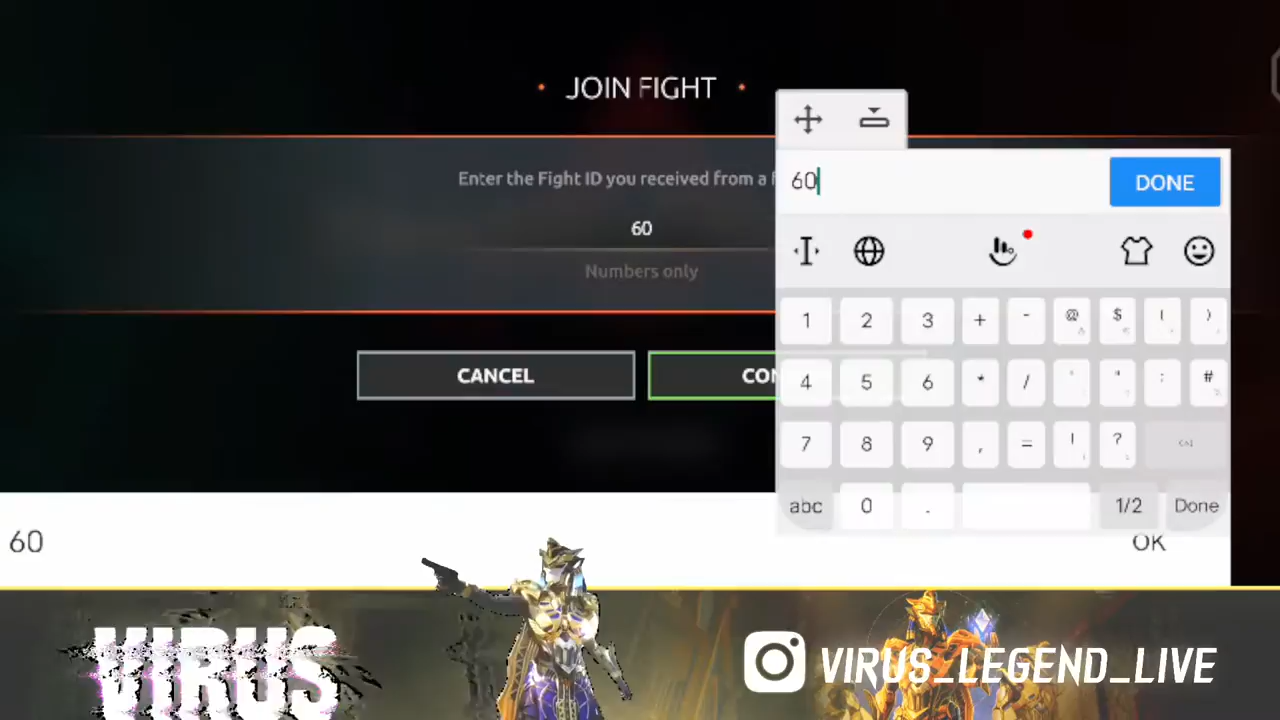 JOIN FIGHT
Enter the Fight ID you received from a
60
Numbers only
CANCEL
60
DONE
1 2 3 + - @ $ ( )
4 5 6 * / ' " : #
7 8 9 , = ! ?
abc 0 . 1/2 Done
60
OK
VIRUS
VIRUS_LEGEND_LIVE